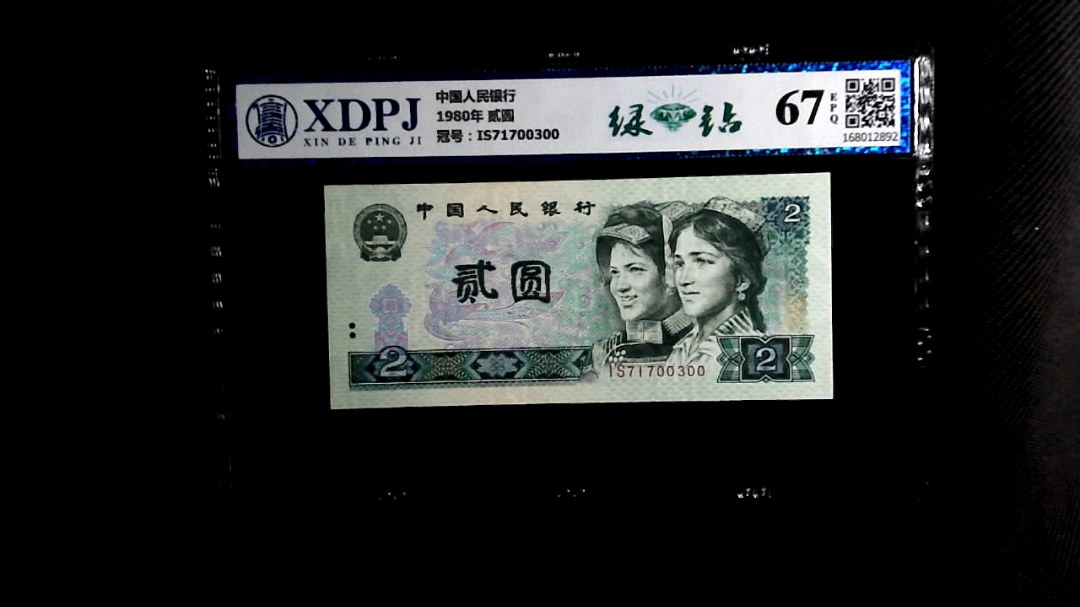 XDPJ
XIN DE PING JI
中国人民银行
1980年 贰圆
冠号：IS71700300
绿钻
67
EPQ
168012892
中国人民银行
2
贰圆
2
IS71700300
2